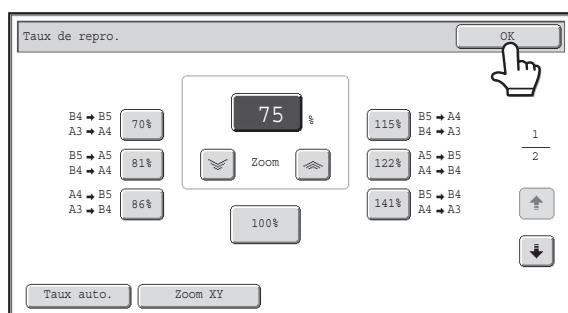 Taux de repro.
OK
75 %
Zoom
100%
B4 → B5
A3 → A4
70%
B5 → A5
B4 → A4
81%
A4 → B5
A3 → B4
86%
115%
B5 → A4
B4 → A3
122%
A5 → B5
A4 → B4
141%
B5 → B4
A4 → A3
1
2
Taux auto.
Zoom XY